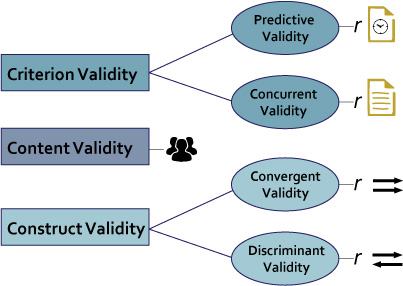 Predictive
Validity
r
Criterion Validity
Concurrent
Validity
r
Content Validity
Convergent
Validity
r
Construct Validity
Discriminant
Validity
r